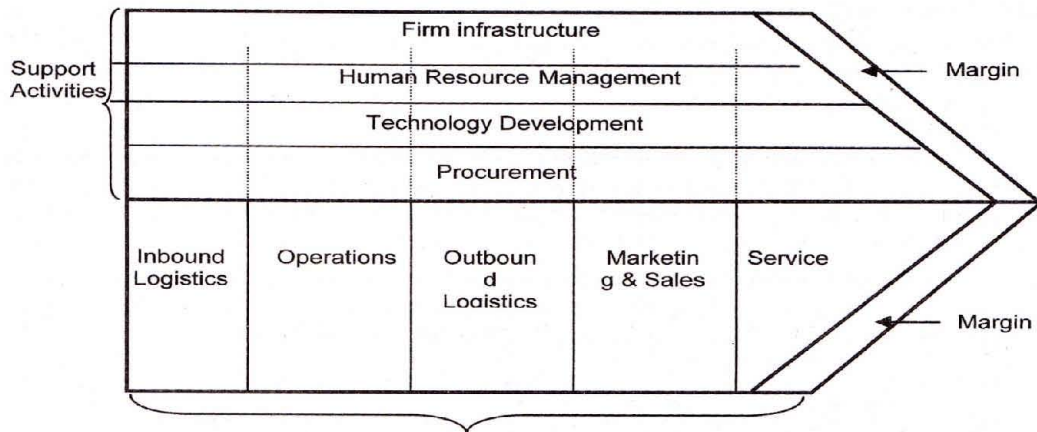 Firm infrastructure
Support
Activities
Human Resource Management
Margin
Technology Development
Procurement
Inbound
Logistics
Operations
Outboun
d
Logistics
Marketin
g & Sales
Service
Margin